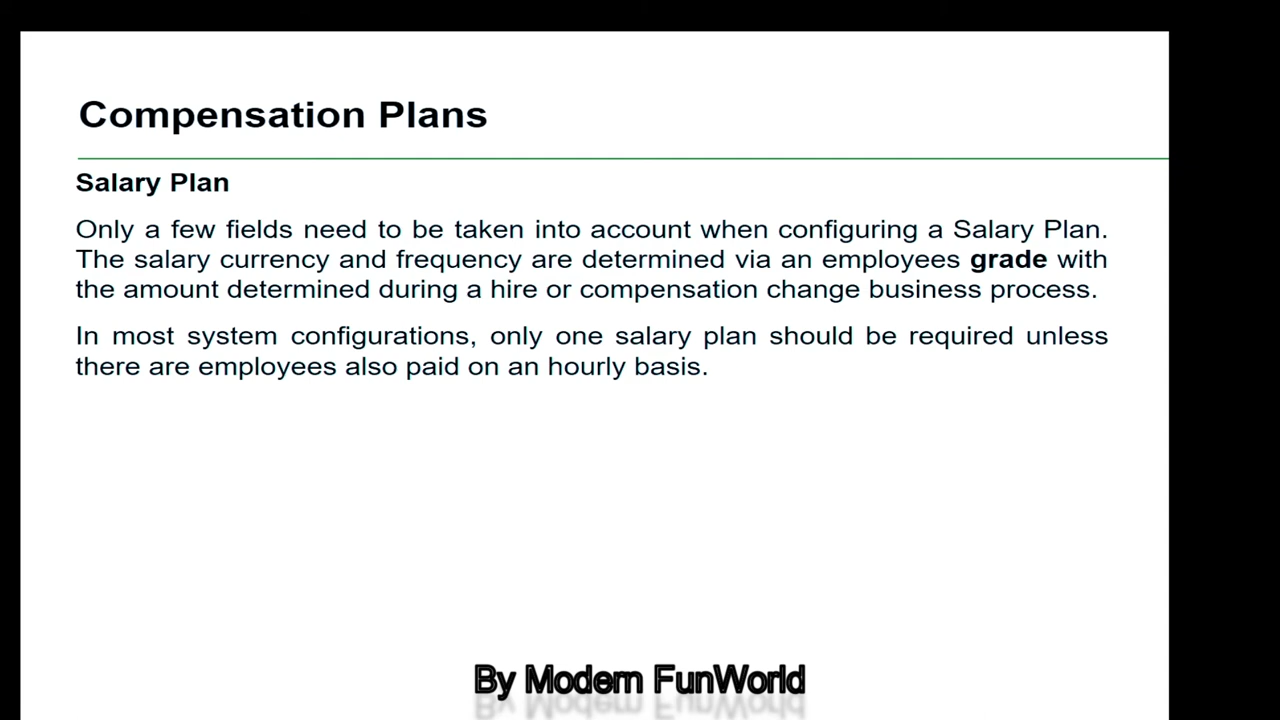 Compensation Plans
Salary Plan
Only a few fields need to be taken into account when configuring a Salary Plan.
The salary currency and frequency are determined via an employees grade with
the amount determined during a hire or compensation change business process.
In most system configurations, only one salary plan should be required unless
there are employees also paid on an hourly basis.
By Modern FunWorld